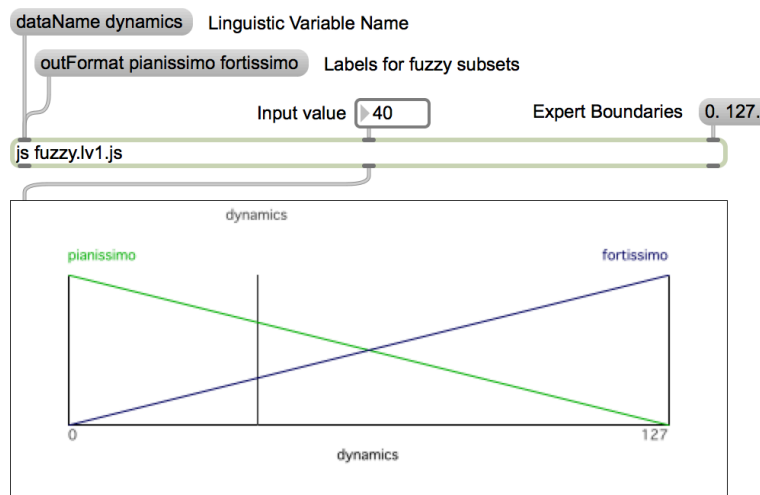 dataName dynamics Linguistic Variable Name
outFormat pianissimo fortissimo Labels for fuzzy subsets
Input value 40 Expert Boundaries 0. 127.
js fuzzy.lv1.js
dynamics
pianissimo fortissimo
0 127
dynamics